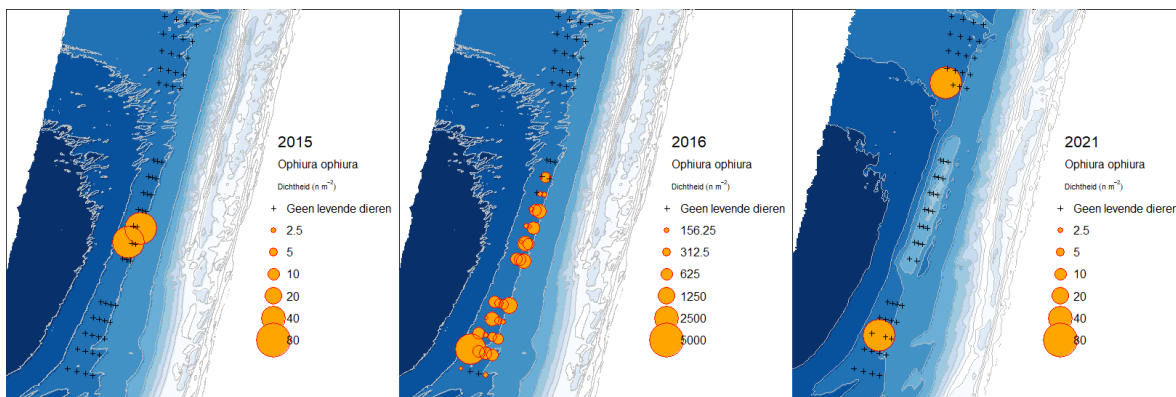 2015
Ophiura ophiura
Dichtheid (n m⁻²)
Geen levende dieren
2.5
5
10
20
40
80
2016
Ophiura ophiura
Dichtheid (n m⁻²)
Geen levende dieren
156.25
312.5
625
1250
2500
5000
2021
Ophiura ophiura
Dichtheid (n m⁻²)
Geen levende dieren
2.5
5
10
20
40
80